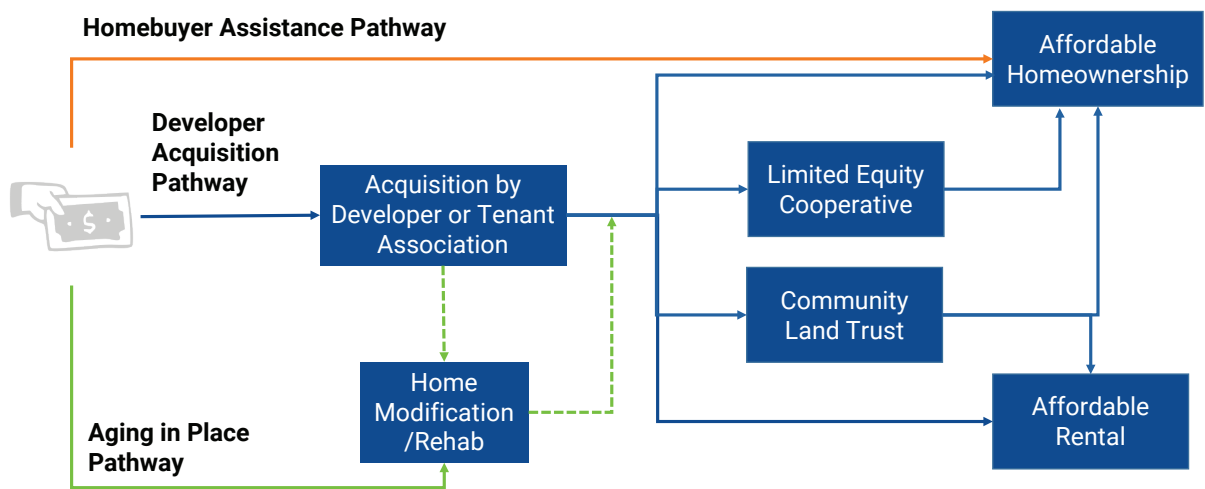 Homebuyer Assistance Pathway
Affordable
Homeownership
Developer
Acquisition
Pathway
$
Acquisition by
Developer or Tenant
Association
Limited Equity
Cooperative
Community
Land Trust
Home
Modification
/Rehab
Affordable
Rental
Aging in Place
Pathway